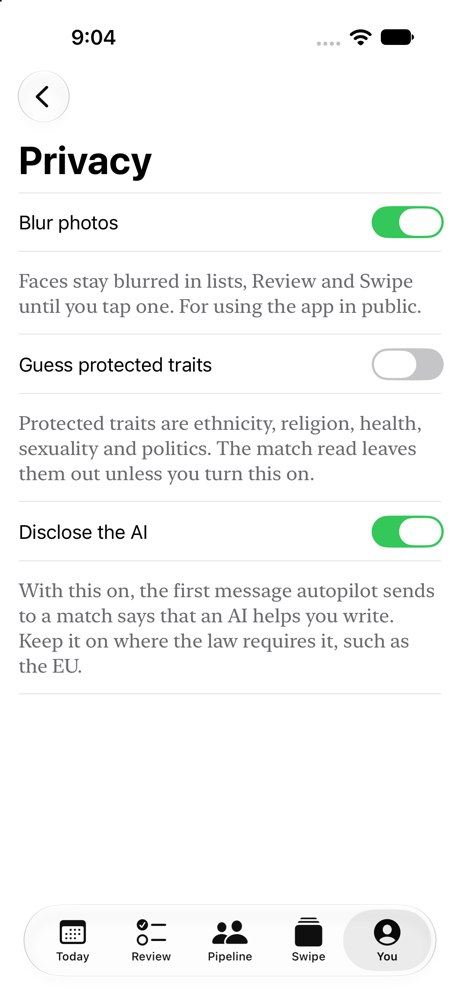 9:04
Privacy
Blur photos
Faces stay blurred in lists, Review and Swipe
until you tap one. For using the app in public.
Guess protected traits
Protected traits are ethnicity, religion, health,
sexuality and politics. The match read leaves
them out unless you turn this on.
Disclose the AI
With this on, the first message autopilot sends
to a match says that an AI helps you write.
Keep it on where the law requires it, such as
the EU.
Today
Review
Pipeline
Swipe
You